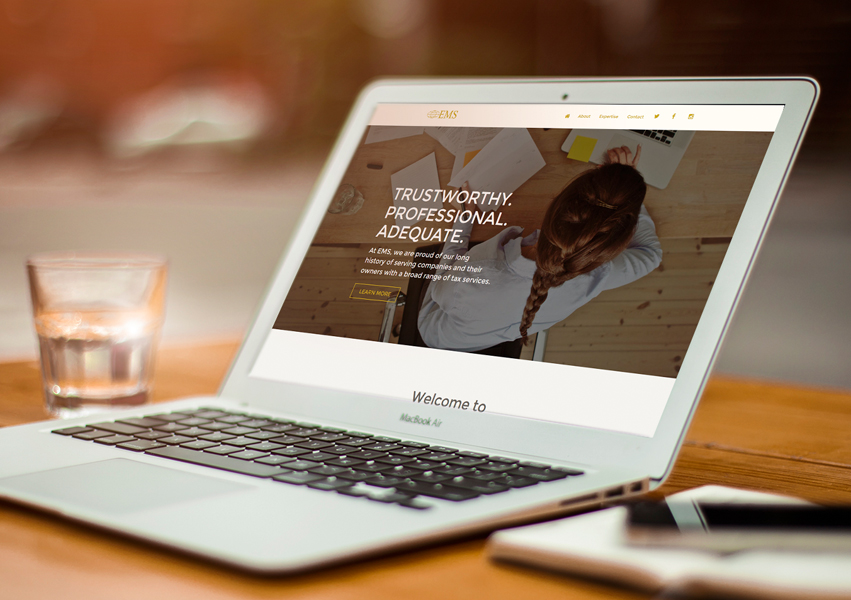 EMS
About Expertise Contact
TRUSTWORTHY.
PROFESSIONAL.
ADEQUATE.
At EMS, we are proud of our long
history of serving companies and their
owners with a broad range of tax services.
LEARN MORE
Welcome to
MacBook Air